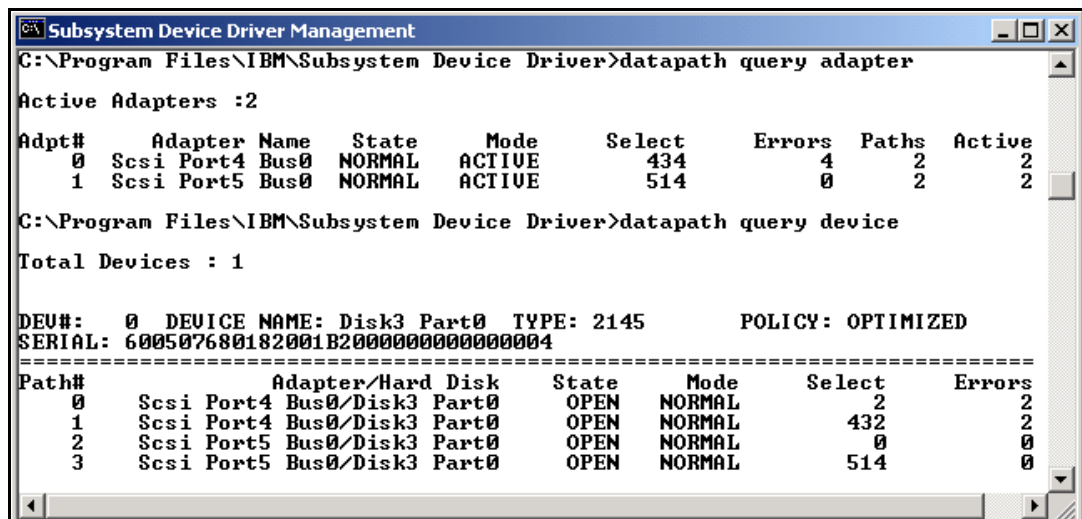 Subsystem Device Driver Management
C:\Program Files\IBM\Subsystem Device Driver>datapath query adapter
Active Adapters :2
Adpt# Adapter Name State Mode Select Errors Paths Active
0 Scsi Port4 Bus0 NORMAL ACTIVE 434 4 2 2
1 Scsi Port5 Bus0 NORMAL ACTIVE 514 0 2 2
C:\Program Files\IBM\Subsystem Device Driver>datapath query device
Total Devices : 1
DEV#: 0 DEVICE NAME: Disk3 Part0 TYPE: 2145 POLICY: OPTIMIZED
SERIAL: 600507680182001B2000000000000004
==============================================================================
Path# Adapter/Hard Disk State Mode Select Errors
0 Scsi Port4 Bus0/Disk3 Part0 OPEN NORMAL 2 2
1 Scsi Port4 Bus0/Disk3 Part0 OPEN NORMAL 432 2
2 Scsi Port5 Bus0/Disk3 Part0 OPEN NORMAL 0 0
3 Scsi Port5 Bus0/Disk3 Part0 OPEN NORMAL 514 0